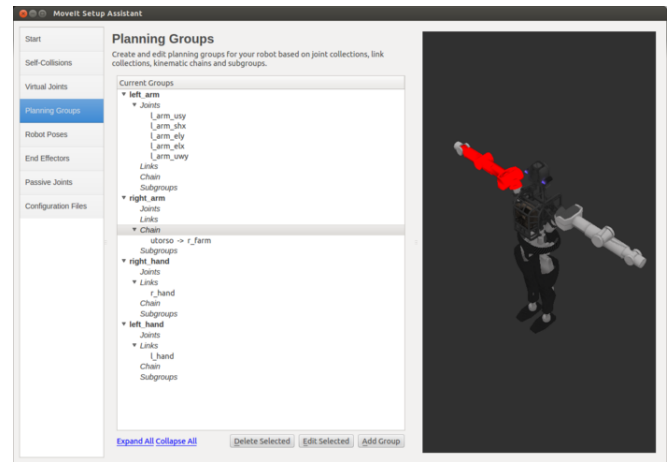 MoveIt Setup Assistant
Start
Self-Collisions
Virtual Joints
Planning Groups
Robot Poses
End Effectors
Passive Joints
Configuration Files
Planning Groups
Create and edit planning groups for your robot based on joint collections, link
collections, kinematic chains and subgroups.
Current Groups
left_arm
Joints
l_arm_usy
l_arm_shx
l_arm_ely
l_arm_elx
l_arm_uwy
Links
Chain
Subgroups
right_arm
Joints
Links
Chain
utorso -> r_farm
Subgroups
right_hand
Joints
Links
r_hand
Chain
Subgroups
left_hand
Joints
Links
l_hand
Chain
Subgroups
Expand All Collapse All
Delete Selected
Edit Selected
Add Group